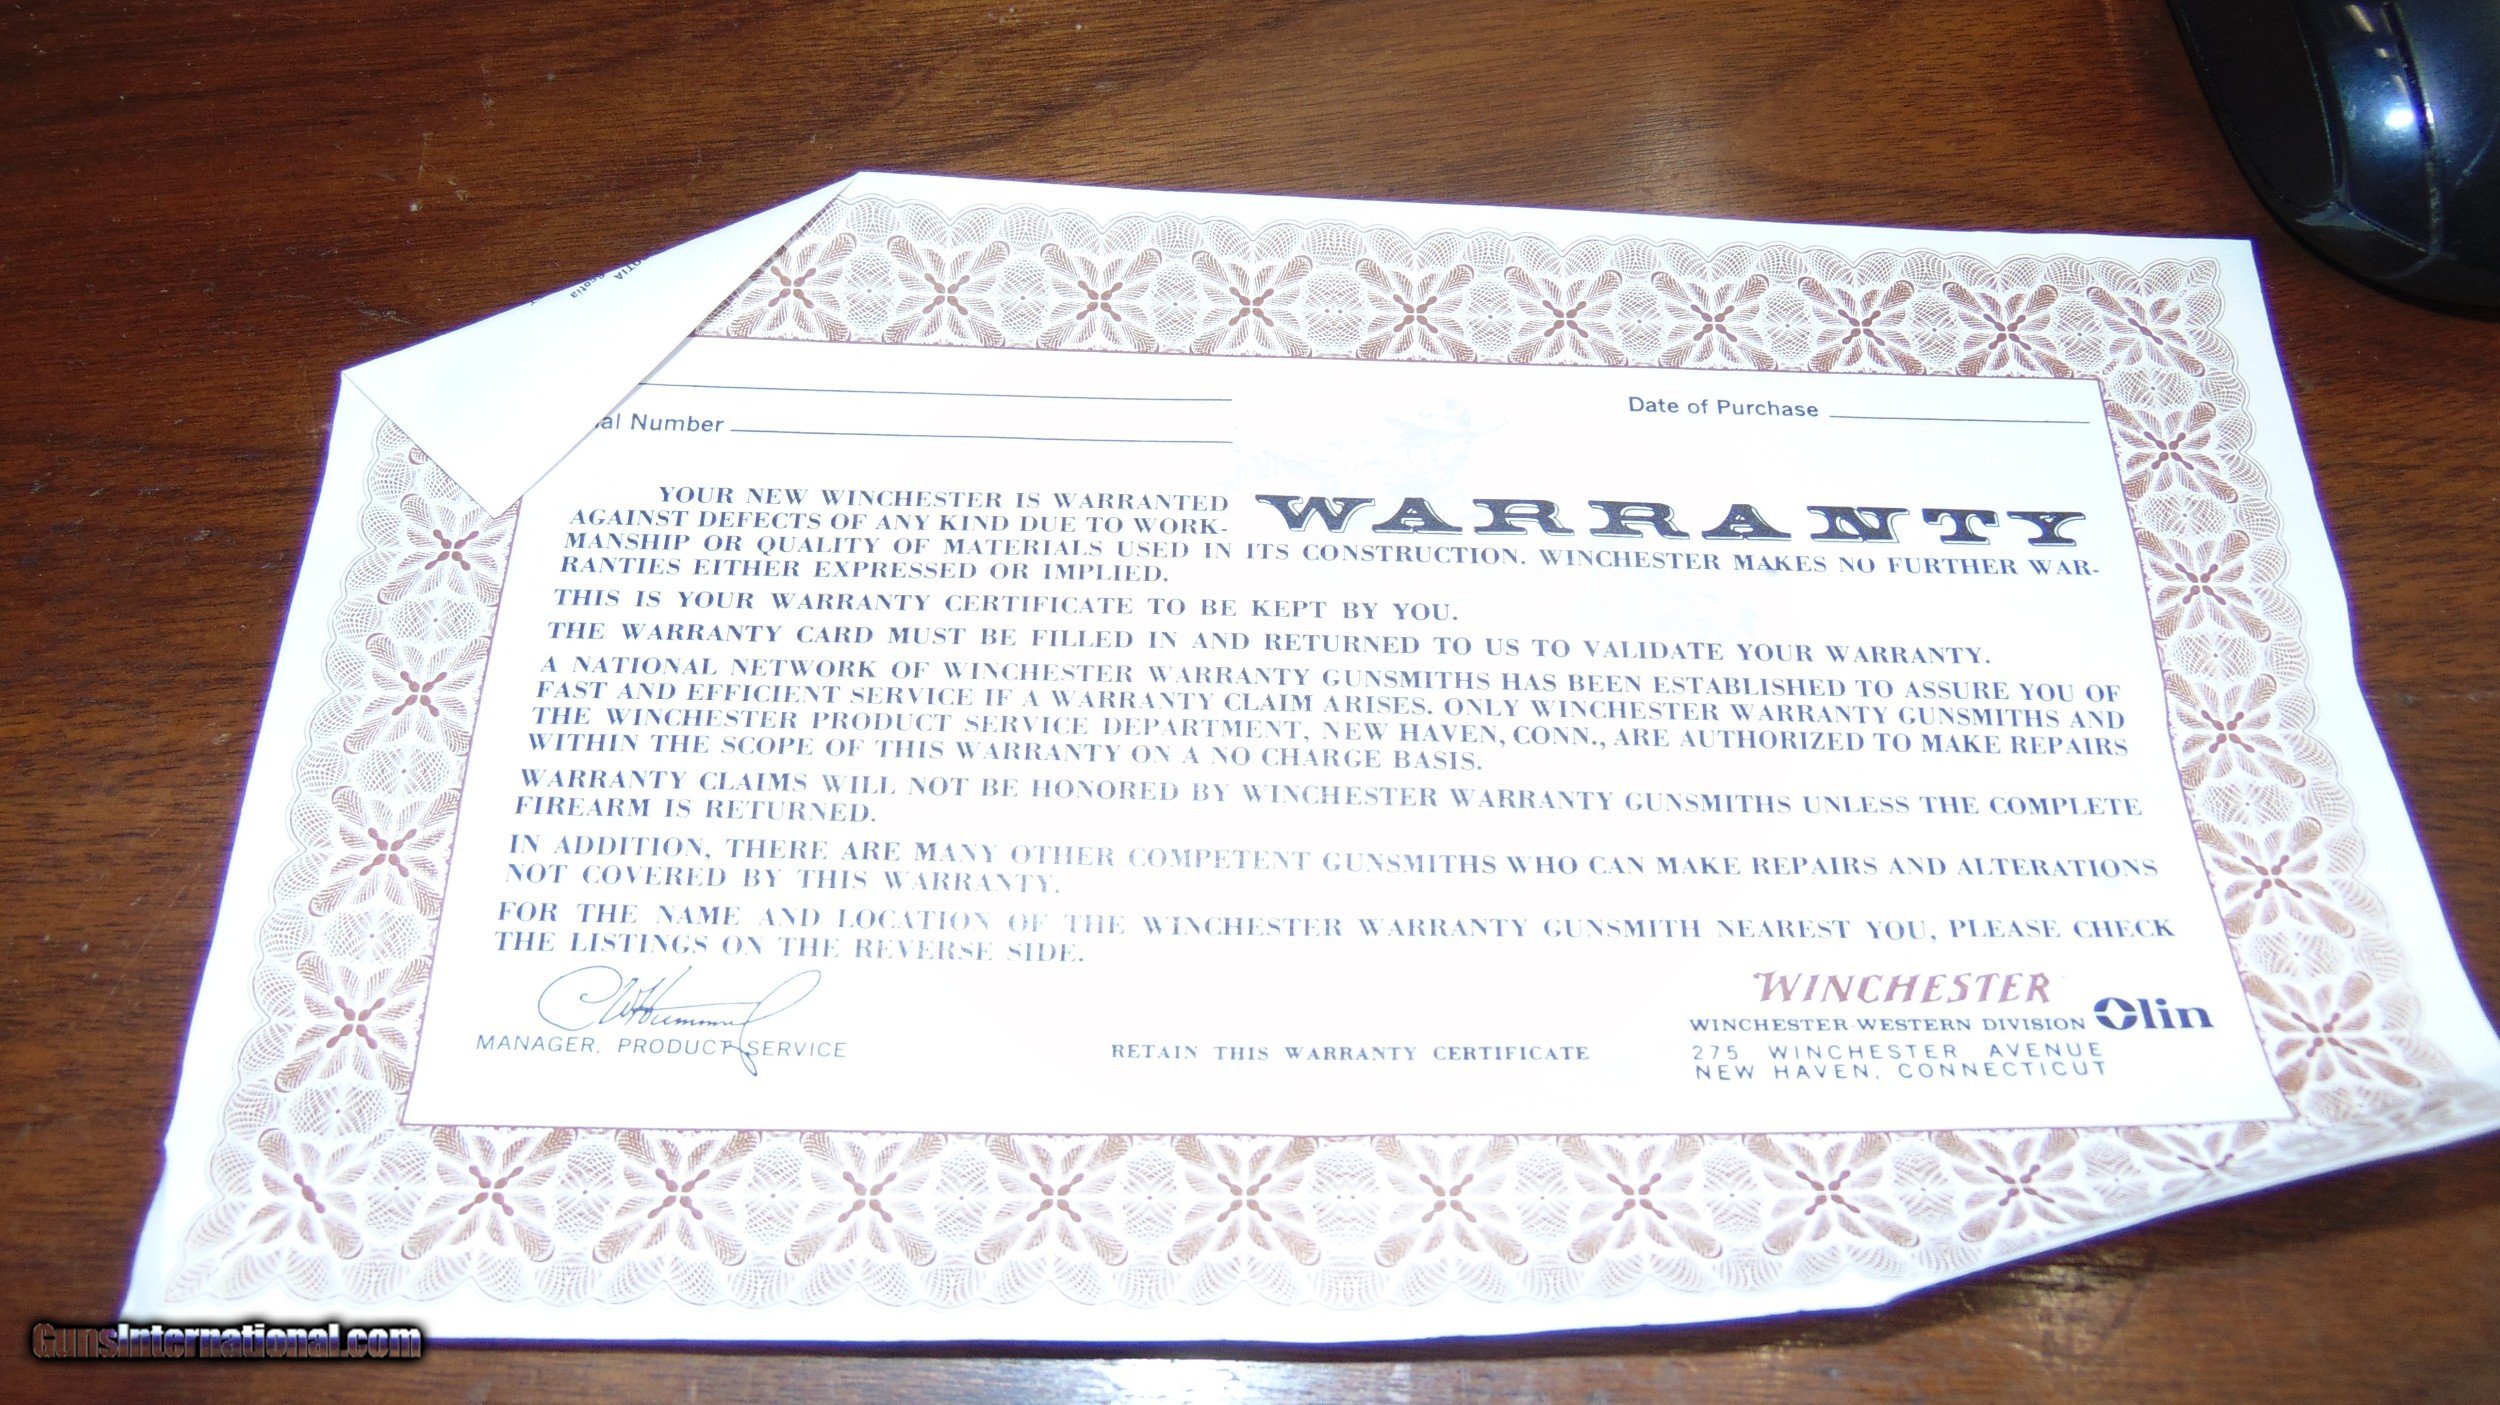 al Number
Date of Purchase
WARRANTY
YOUR NEW WINCHESTER IS WARRANTED
AGAINST DEFECTS OF ANY KIND DUE TO WORK-
MANSHIP OR QUALITY OF MATERIALS USED IN ITS CONSTRUCTION. WINCHESTER MAKES NO FURTHER WAR-
RANTIES EITHER EXPRESSED OR IMPLIED.
THIS IS YOUR WARRANTY CERTIFICATE TO BE KEPT BY YOU.
THE WARRANTY CARD MUST BE FILLED IN AND RETURNED TO US TO VALIDATE YOUR WARRANTY.
A NATIONAL NETWORK OF WINCHESTER WARRANTY GUNSMITHS HAS BEEN ESTABLISHED TO ASSURE YOU OF
FAST AND EFFICIENT SERVICE IF A WARRANTY CLAIM ARISES. ONLY WINCHESTER WARRANTY GUNSMITHS AND
THE WINCHESTER PRODUCT SERVICE DEPARTMENT, NEW HAVEN, CONN., ARE AUTHORIZED TO MAKE REPAIRS
WITHIN THE SCOPE OF THIS WARRANTY ON A NO CHARGE BASIS.
WARRANTY CLAIMS WILL NOT BE HONORED BY WINCHESTER WARRANTY GUNSMITHS UNLESS THE COMPLETE
FIREARM IS RETURNED.
IN ADDITION, THERE ARE MANY OTHER COMPETENT GUNSMITHS WHO CAN MAKE REPAIRS AND ALTERATIONS
NOT COVERED BY THIS WARRANTY.
FOR THE NAME AND LOCATION OF THE WINCHESTER WARRANTY GUNSMITH NEAREST YOU, PLEASE CHECK
THE LISTINGS ON THE REVERSE SIDE.
MANAGER, PRODUCT SERVICE
RETAIN THIS WARRANTY CERTIFICATE
WINCHESTER
WINCHESTER-WESTERN DIVISION Olin
275 WINCHESTER AVENUE
NEW HAVEN, CONNECTICUT
GunsInternational.com